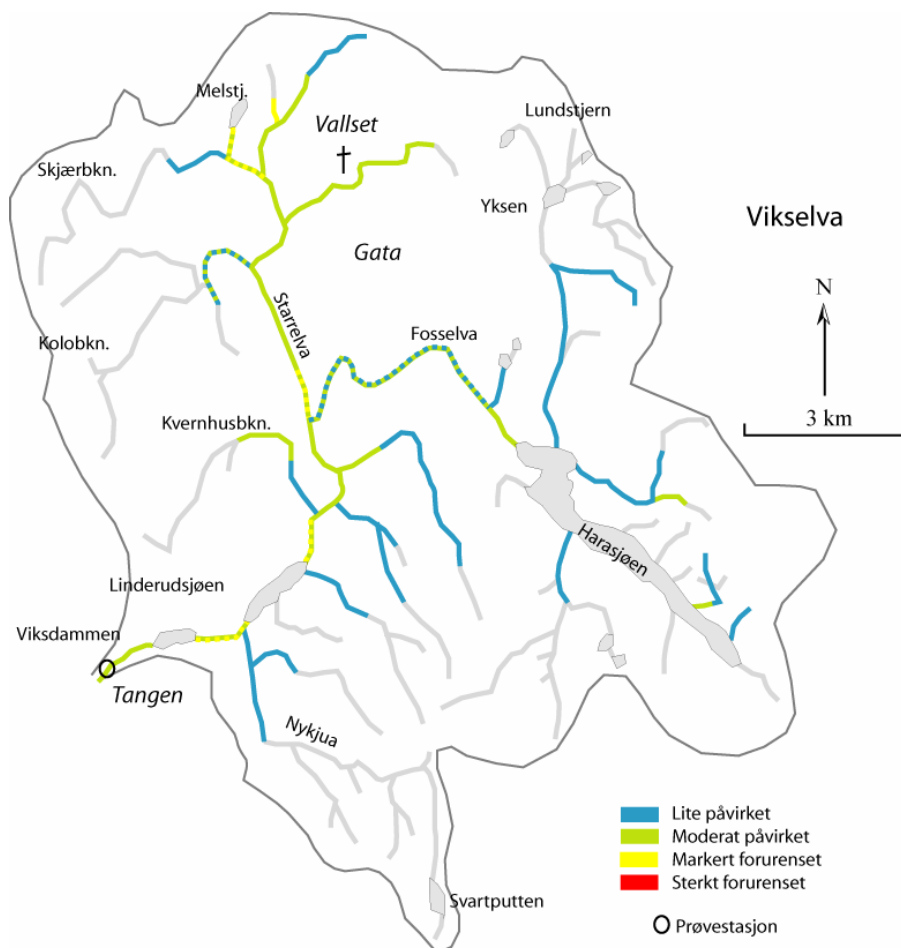 Melstj.
Lundstjern
Vallset
Skjærbkn.
Yksen
Vikselva
Gata
N
Starrelva
Kolobkn.
Fosselva
3 km
Kvernhusbkn.
Harasjøen
Linderudsjøen
Viksdammen
Tangen
Nykjua
Lite påvirket
Moderat påvirket
Markert forurenset
Sterkt forurenset
Svartputten
Prøvestasjon